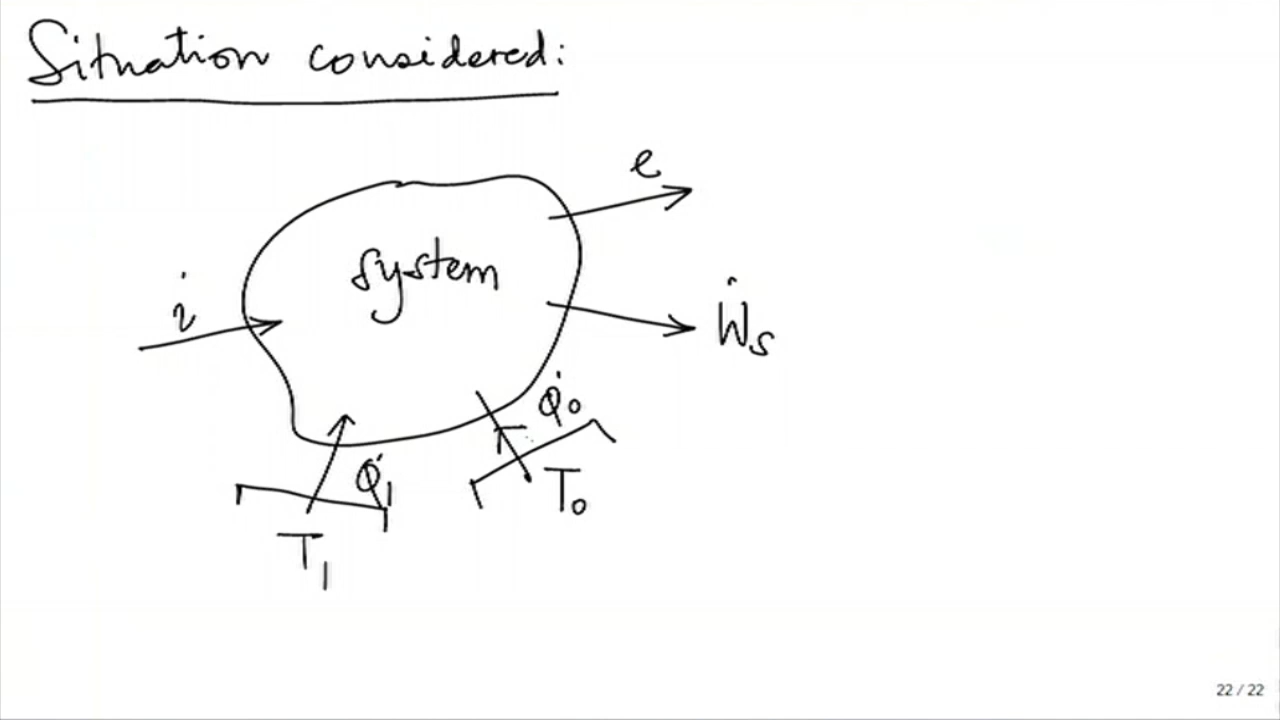 Situation considered:
e
system
i
Ẇs
Q̇0
Q̇1
T0
T1
22 / 22